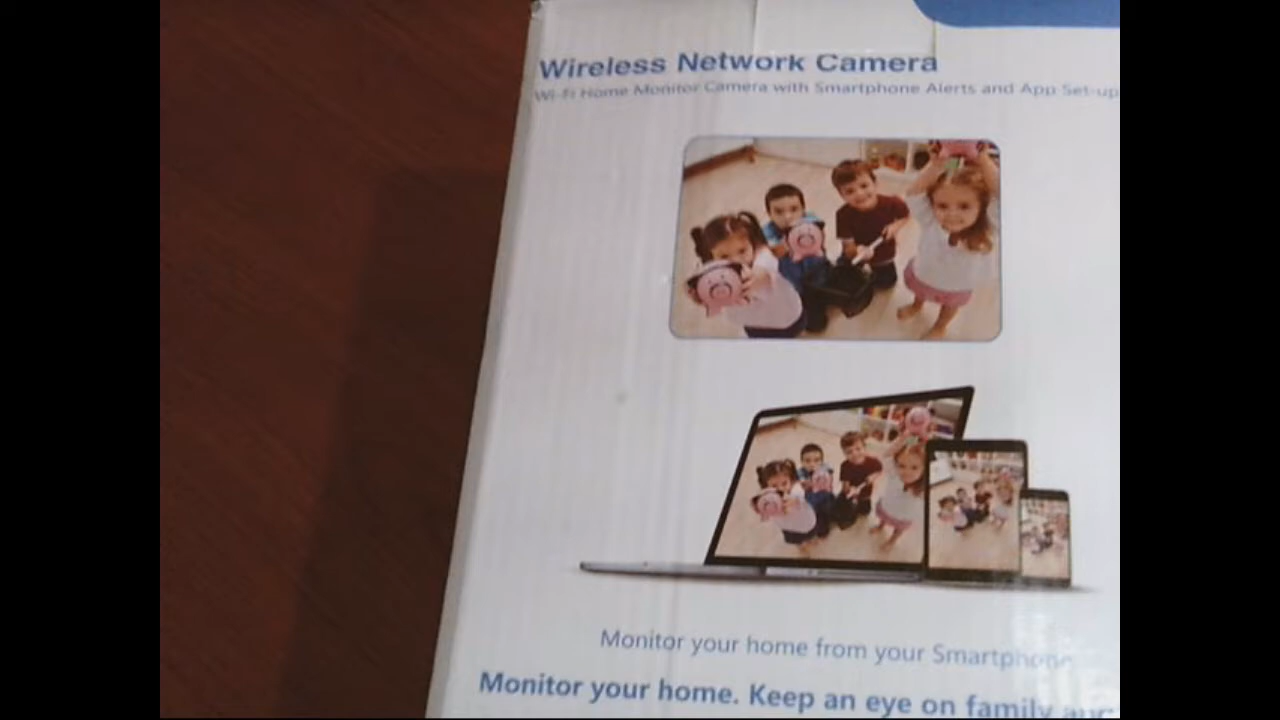 Wireless Network Camera
Wi-Fi Home Monitor Camera with Smartphone Alerts and App Set-up
Monitor your home from your Smartphone
Monitor your home. Keep an eye on family